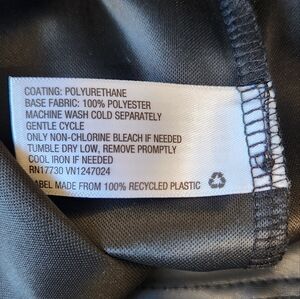 COATING: POLYURETHANE
BASE FABRIC: 100% POLYESTER
MACHINE WASH COLD SEPARATELY
GENTLE CYCLE
ONLY NON-CHLORINE BLEACH IF NEEDED
TUMBLE DRY LOW, REMOVE PROMPTLY
COOL IRON IF NEEDED
RN17730 VN1247024
LABEL MADE FROM 100% RECYCLED PLASTIC